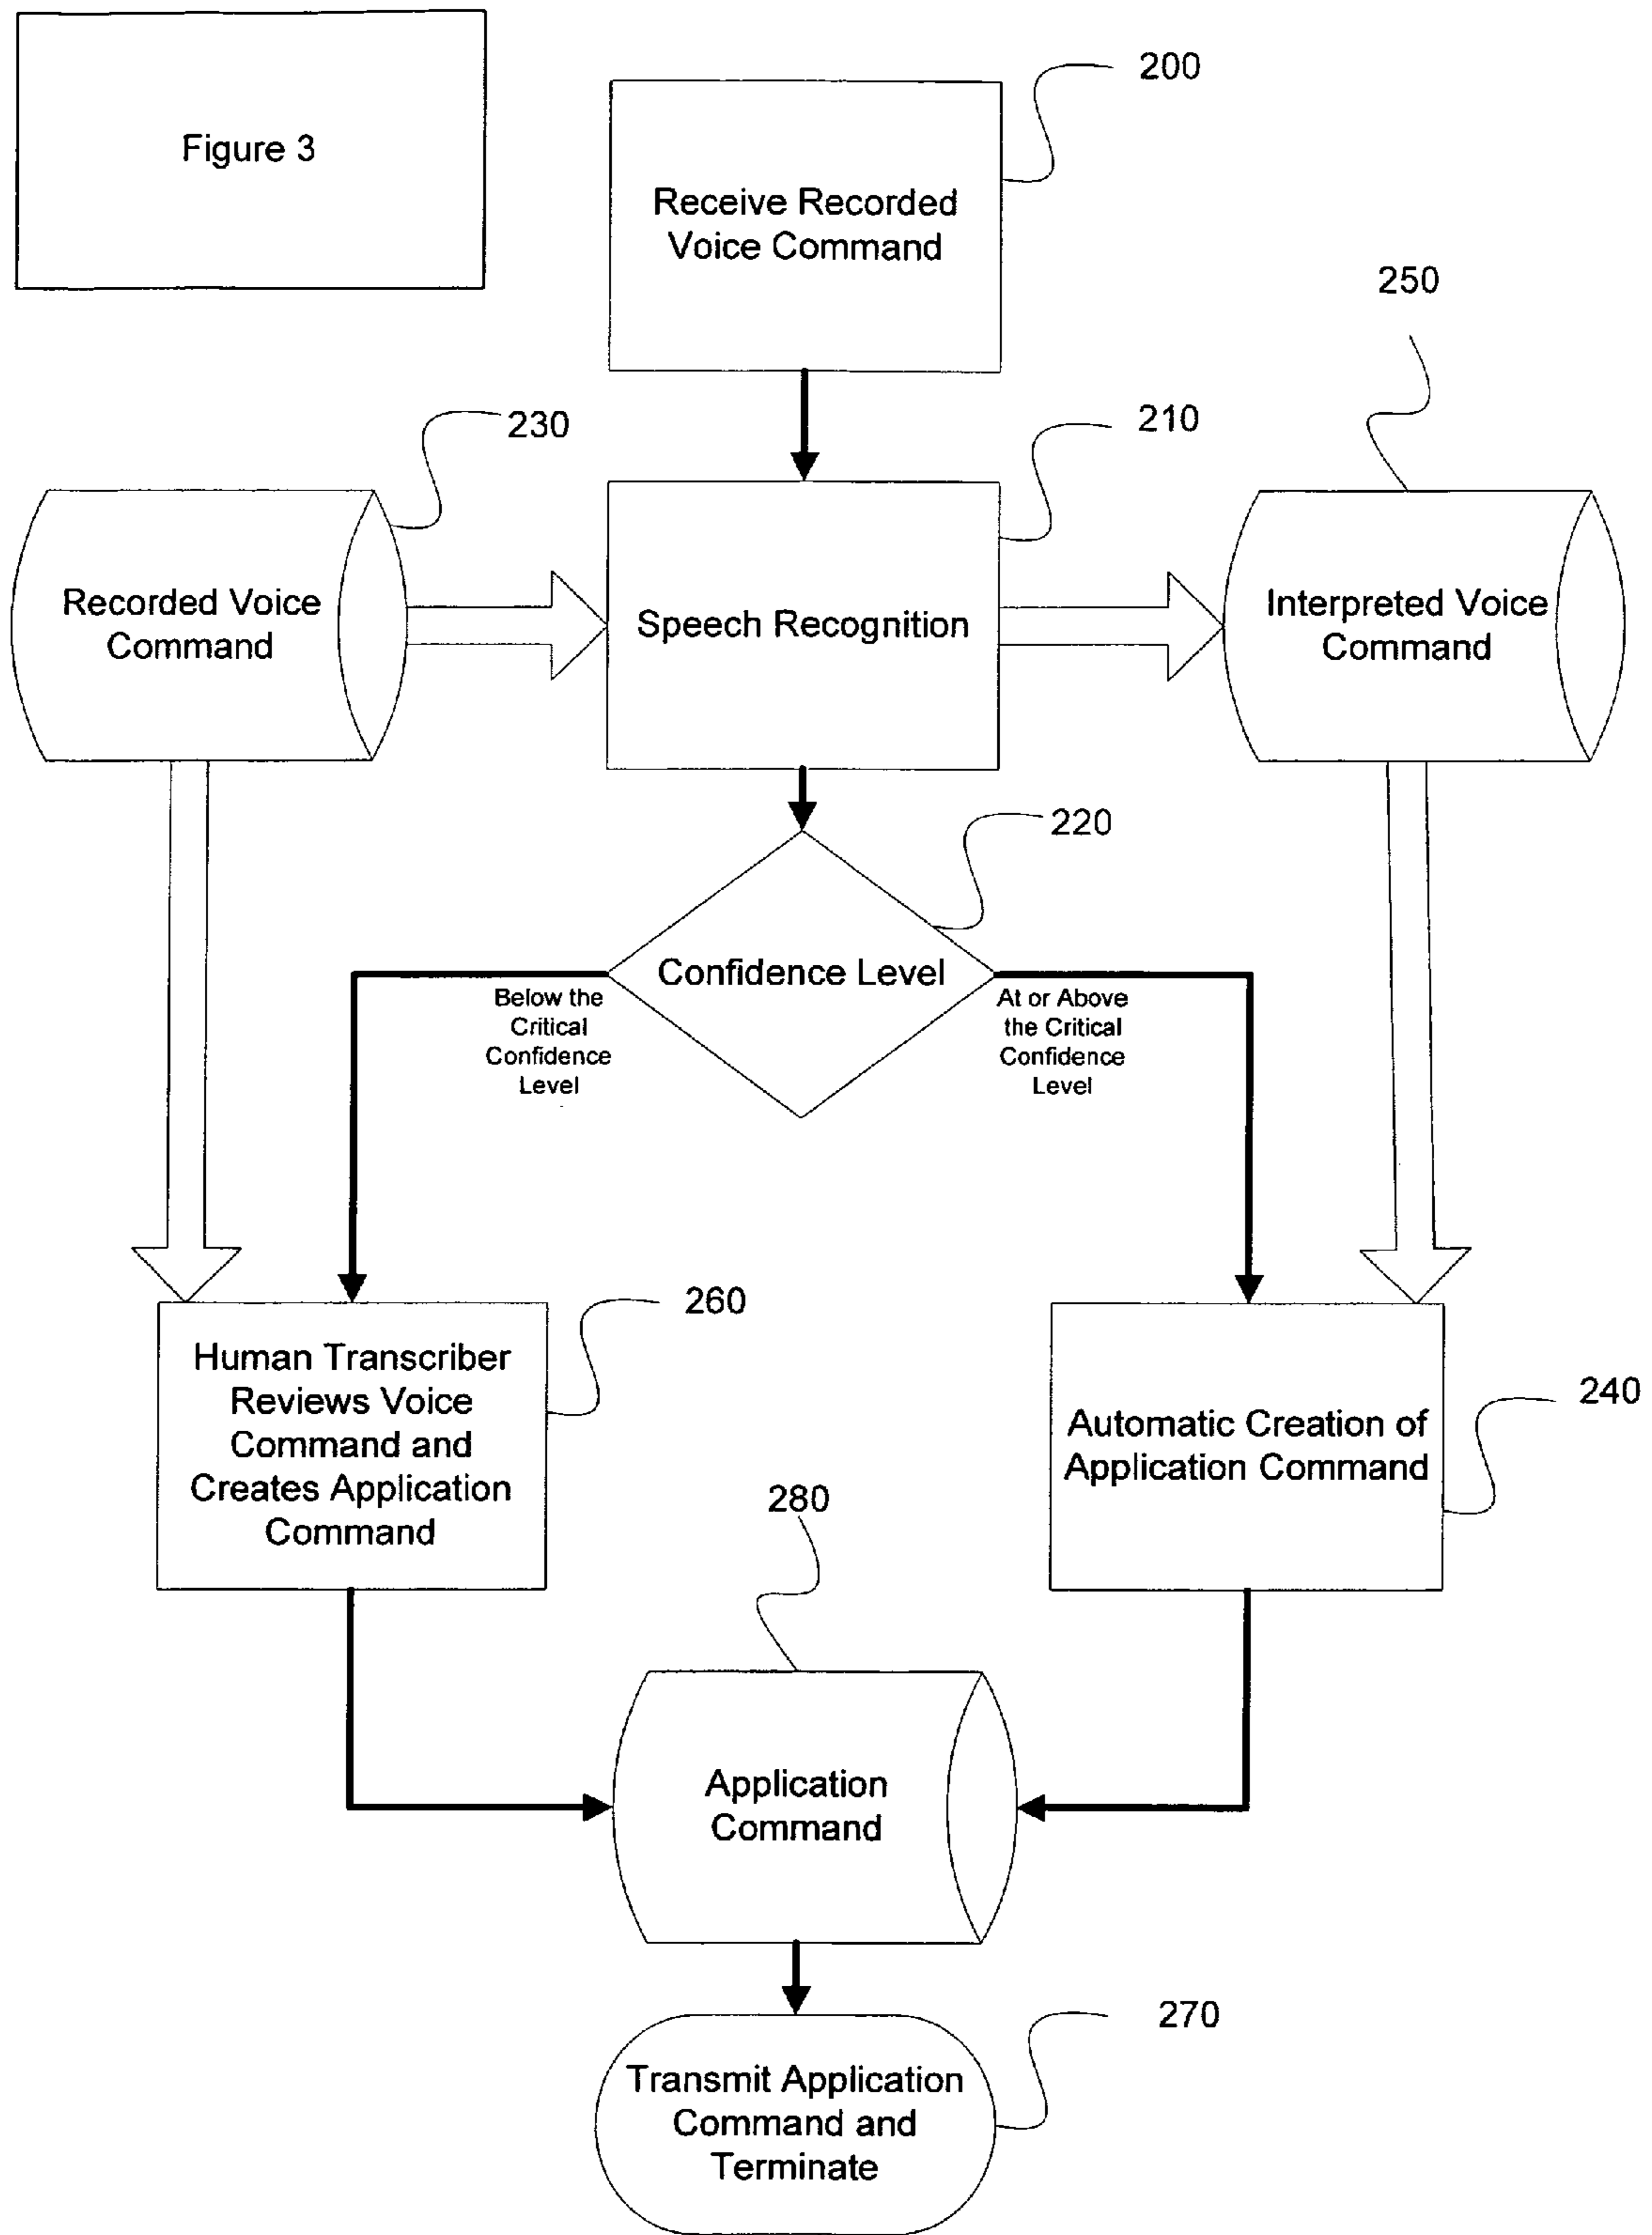 Figure 3
200
Receive Recorded
Voice Command
250
230
210
Recorded Voice
Command
Speech Recognition
Interpreted Voice
Command
220
Confidence Level
Below the
Critical
Confidence
Level
At or Above
the Critical
Confidence
Level
260
Human Transcriber
Reviews Voice
Command and
Creates Application
Command
240
Automatic Creation of
Application Command
280
Application
Command
270
Transmit Application
Command and
Terminate